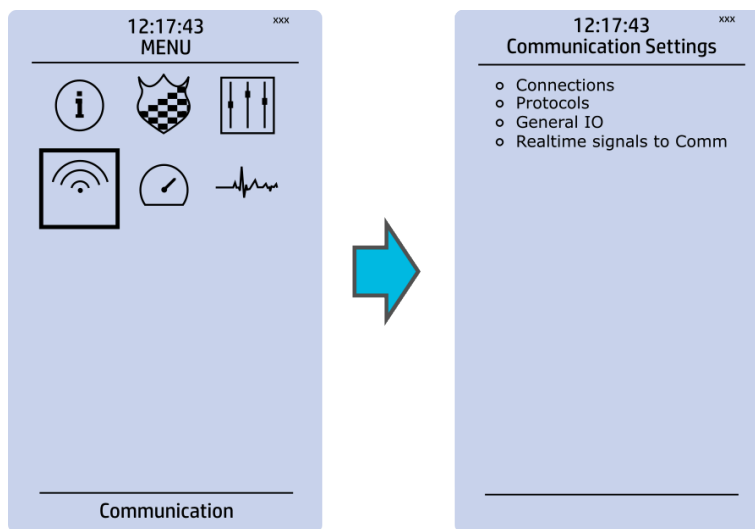 12:17:43
xxx
MENU
i
Communication
12:17:43
xxx
Communication Settings
Connections
Protocols
General IO
Realtime signals to Comm